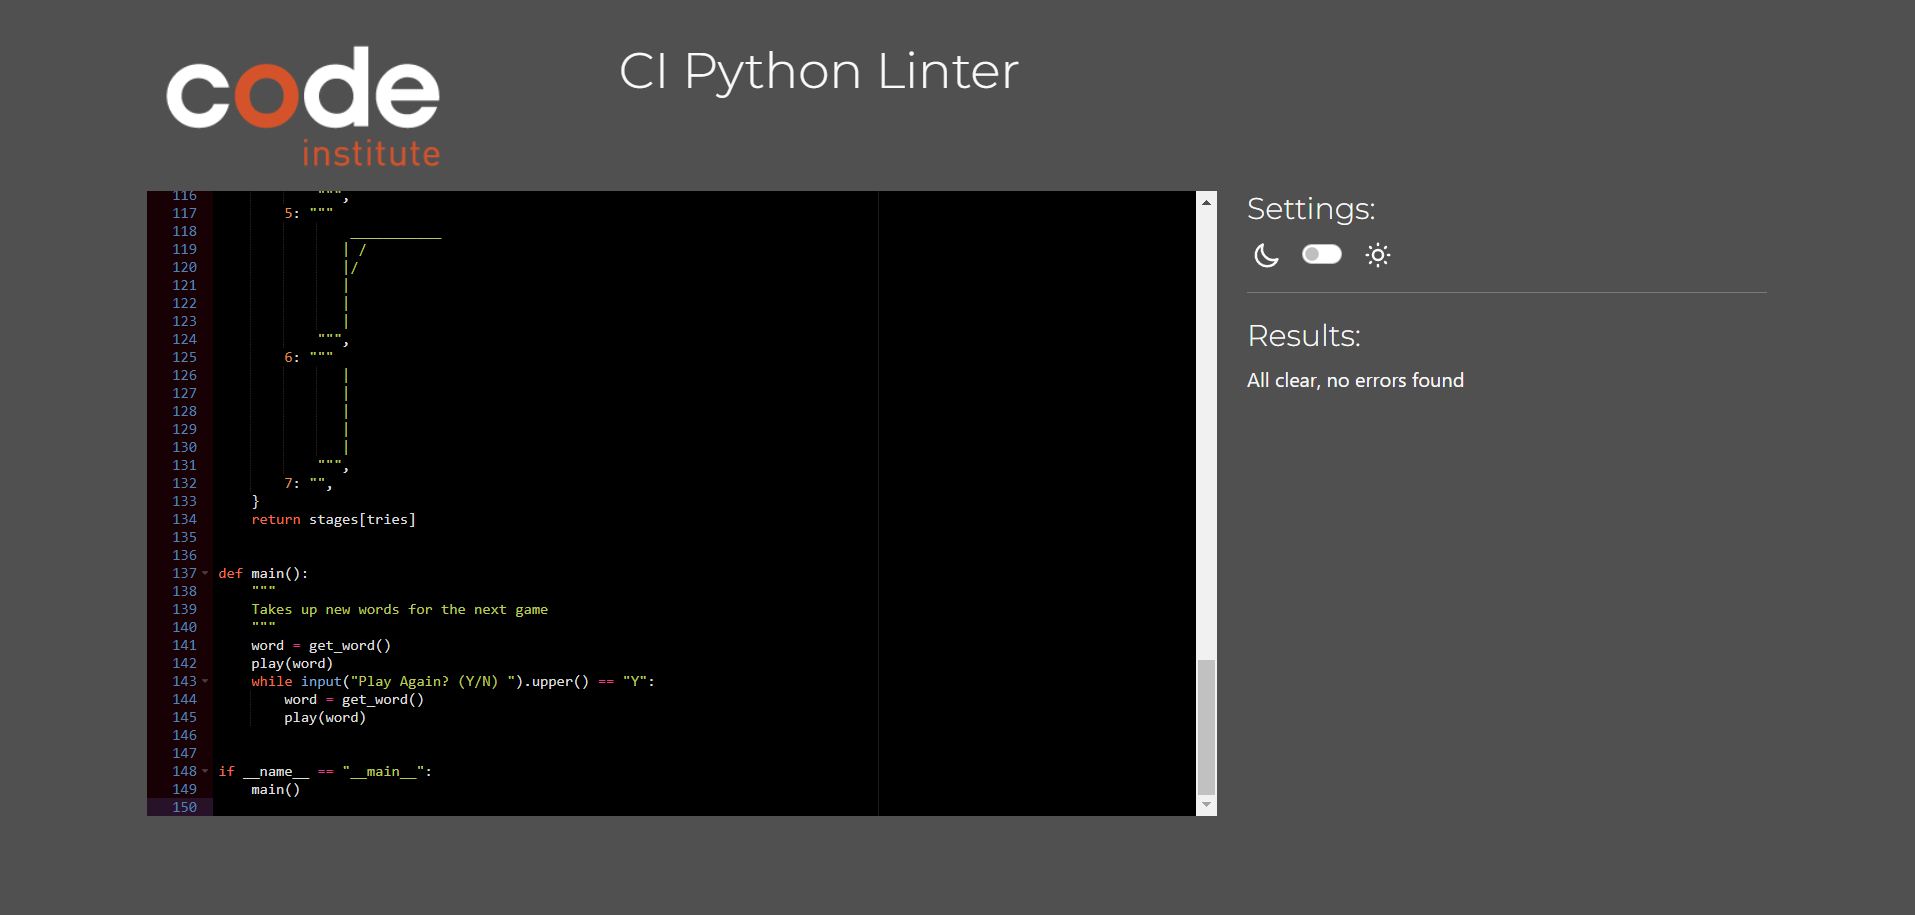 code
institute
CI Python Linter
116 """,
117 5: """
118 ___________
119 | /
120 |/
121 |
122 |
123 |
124 """,
125 6: """
126 |
127 |
128 |
129 |
130 |
131 """,
132 7: "",
133 }
134 return stages[tries]
135
136
137 def main():
138 """
139 Takes up new words for the next game
140 """
141 word = get_word()
142 play(word)
143 while input("Play Again? (Y/N) ").upper() == "Y":
144 word = get_word()
145 play(word)
146
147
148 if __name__ == "__main__":
149 main()
150
Settings:
Results:
All clear, no errors found